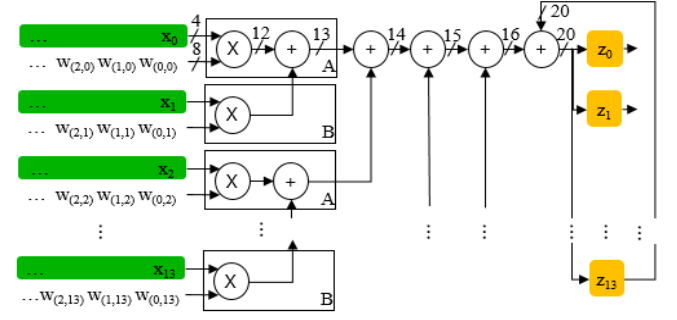 20
4 12 13 14 15 16 20
... x0 X + + + + + z0
8
... w(2,0) w(1,0) w(0,0) A
... x1 X z1
... w(2,1) w(1,1) w(0,1) B
... x2 X +
... w(2,2) w(1,2) w(0,2) A
⋮ ⋮ ⋮ ⋮ ⋮ ⋮ ⋮
... x13 X z13
...w(2,13) w(1,13) w(0,13) B